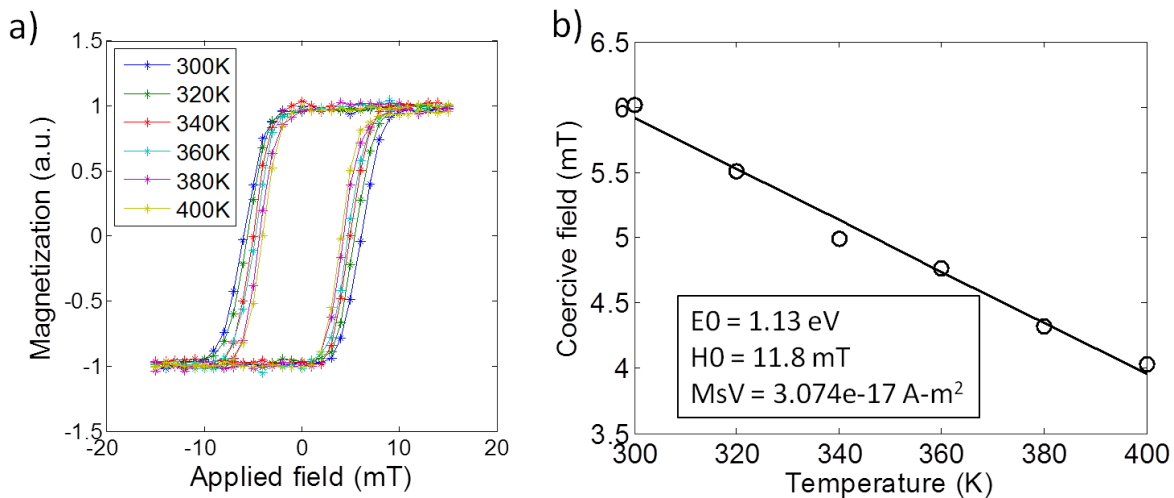 a)
1.5
1
0.5
0
-0.5
-1
-1.5
-20
-10
0
10
20
Magnetization (a.u.)
Applied field (mT)
300K
320K
340K
360K
380K
400K
b)
6.5
6
5.5
5
4.5
4
3.5
300
320
340
360
380
400
Coercive field (mT)
Temperature (K)
E0 = 1.13 eV
H0 = 11.8 mT
MsV = 3.074e-17 A-m²